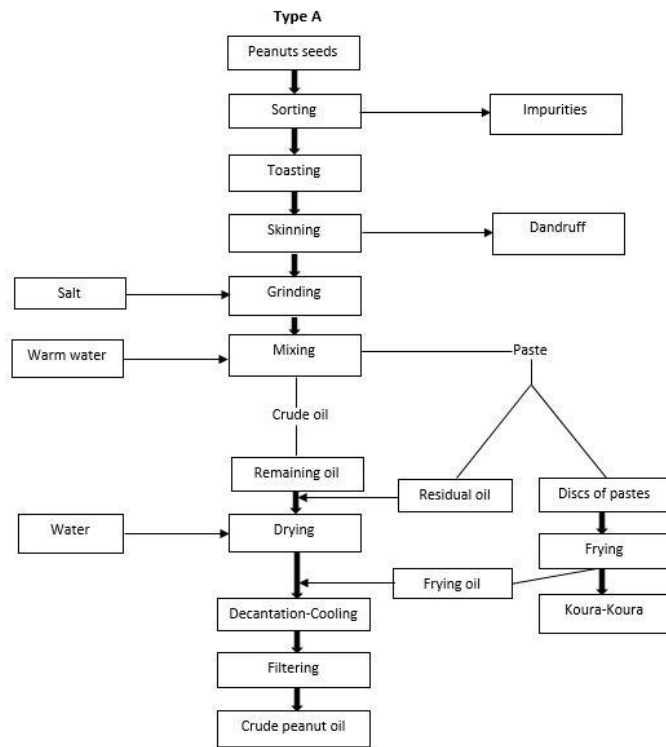 Type A
Peanuts seeds
Sorting
Impurities
Toasting
Skinning
Dandruff
Salt
Grinding
Warm water
Mixing
Paste
Crude oil
Remaining oil
Residual oil
Discs of pastes
Water
Drying
Frying
Frying oil
Koura-Koura
Decantation-Cooling
Filtering
Crude peanut oil